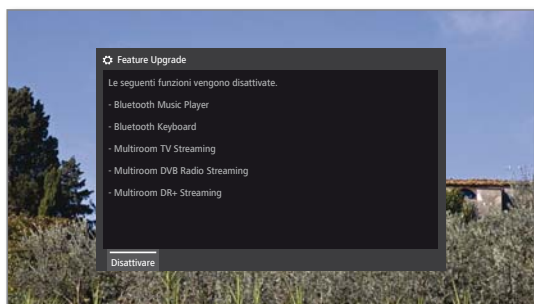 Feature Upgrade
Le seguenti funzioni vengono disattivate.
- Bluetooth Music Player
- Bluetooth Keyboard
- Multiroom TV Streaming
- Multiroom DVB Radio Streaming
- Multiroom DR+ Streaming
Disattivare